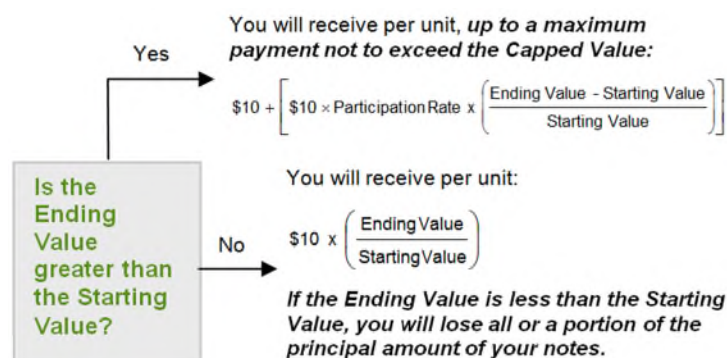 You will receive per unit, up to a maximum
payment not to exceed the Capped Value:
Yes
$10 + [ $10 × Participation Rate x ( Ending Value - Starting Value / Starting Value ) ]
Is the
Ending
Value
greater than
the Starting
Value?
No
You will receive per unit:
$10 x ( Ending Value / Starting Value )
If the Ending Value is less than the Starting
Value, you will lose all or a portion of the
principal amount of your notes.